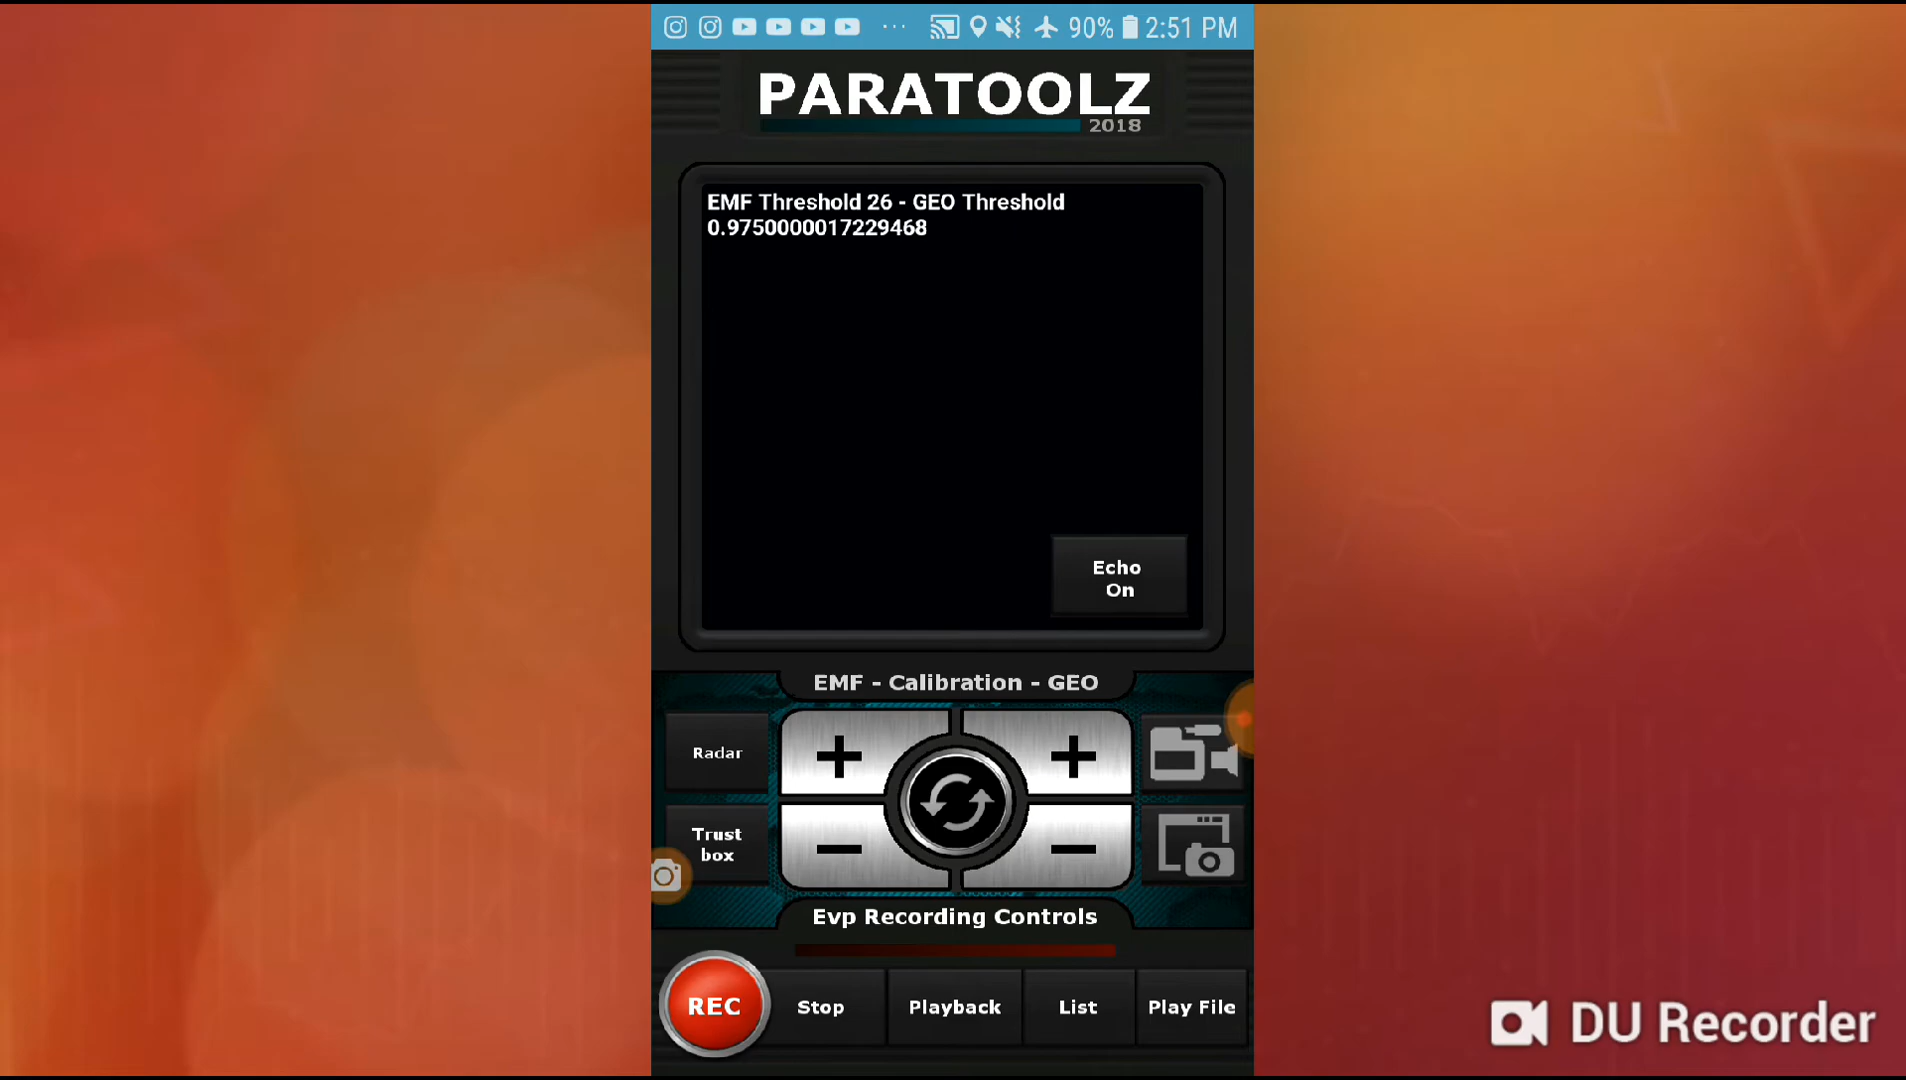 90% 2:51 PM
PARATOOLZ
2018
EMF Threshold 26 - GEO Threshold
0.9750000017229468
Echo
On
EMF - Calibration - GEO
Radar
+
+
Trust
box
−
−
Evp Recording Controls
REC
Stop
Playback
List
Play File
DU Recorder